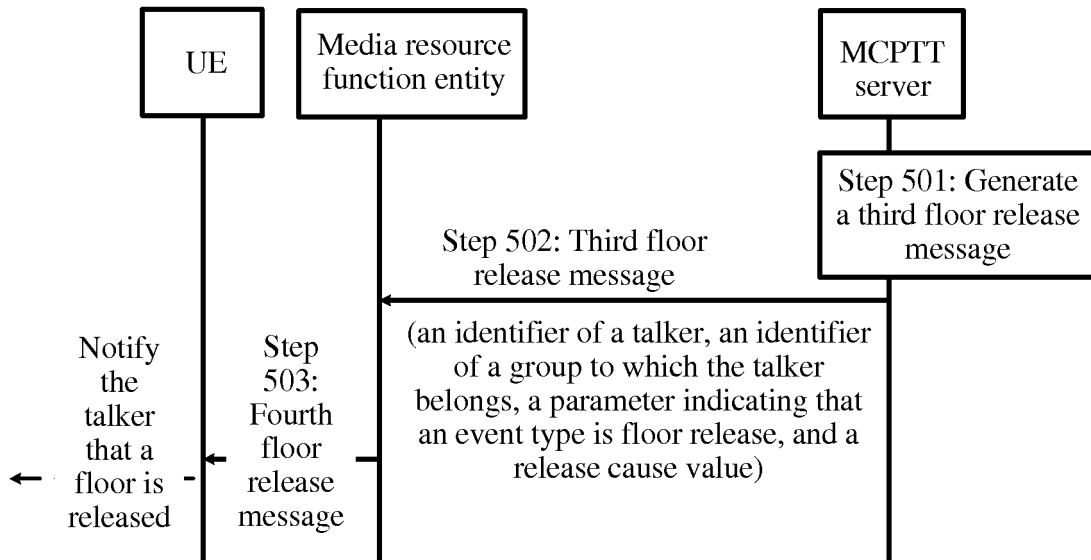 UE
Media resource
function entity
MCPTT
server
Step 501: Generate
a third floor release
message
Step 502: Third floor
release message
(an identifier of a talker, an identifier
of a group to which the talker
belongs, a parameter indicating that
an event type is floor release, and a
release cause value)
Step
503:
Fourth
floor
release
message
Notify
the
talker
that a
floor is
released